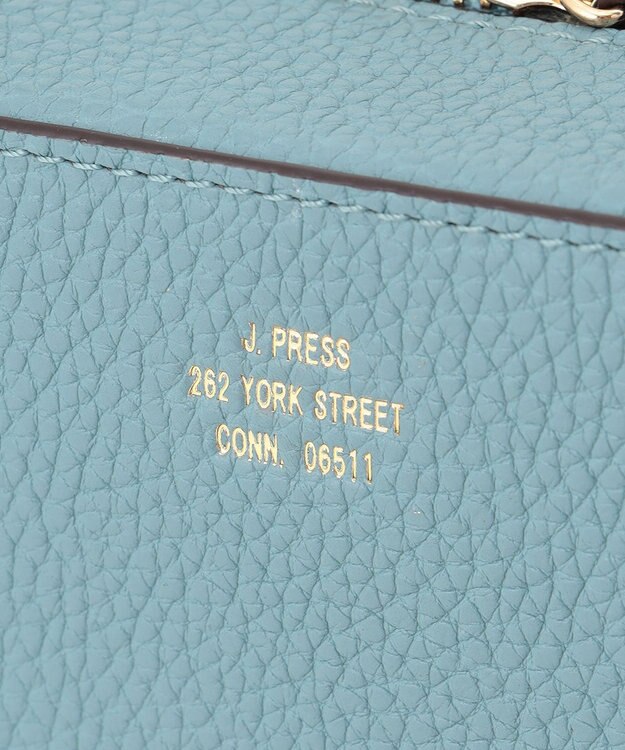 J. PRESS
262 YORK STREET
CONN. 06511